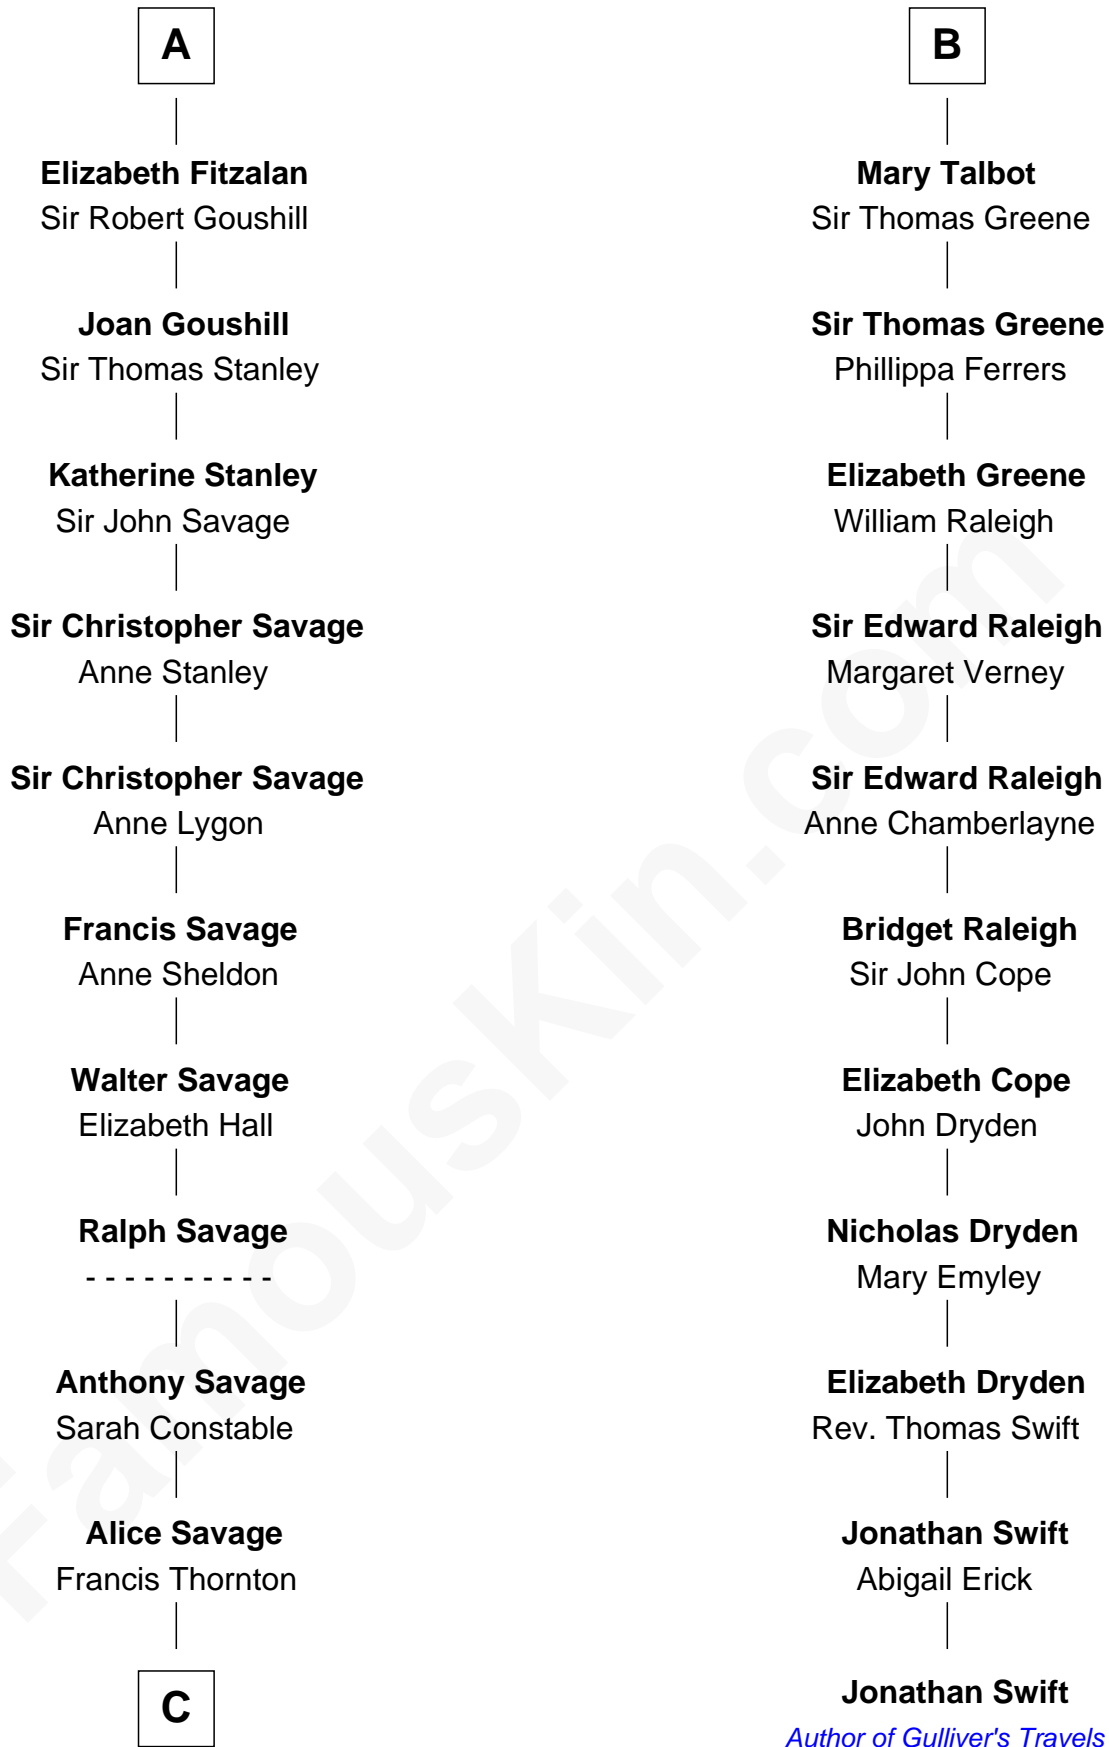 A
Elizabeth Fitzalan
Sir Robert Goushill
Joan Goushill
Sir Thomas Stanley
Katherine Stanley
Sir John Savage
Sir Christopher Savage
Anne Stanley
Sir Christopher Savage
Anne Lygon
Francis Savage
Anne Sheldon
Walter Savage
Elizabeth Hall
Ralph Savage
- - - - - - - - - -
Anthony Savage
Sarah Constable
Alice Savage
Francis Thornton
C
B
Mary Talbot
Sir Thomas Greene
Sir Thomas Greene
Phillippa Ferrers
Elizabeth Greene
William Raleigh
Sir Edward Raleigh
Margaret Verney
Sir Edward Raleigh
Anne Chamberlayne
Bridget Raleigh
Sir John Cope
Elizabeth Cope
John Dryden
Nicholas Dryden
Mary Emyley
Elizabeth Dryden
Rev. Thomas Swift
Jonathan Swift
Abigail Erick
Jonathan Swift
Author of Gulliver's Travels
FamousKin.com